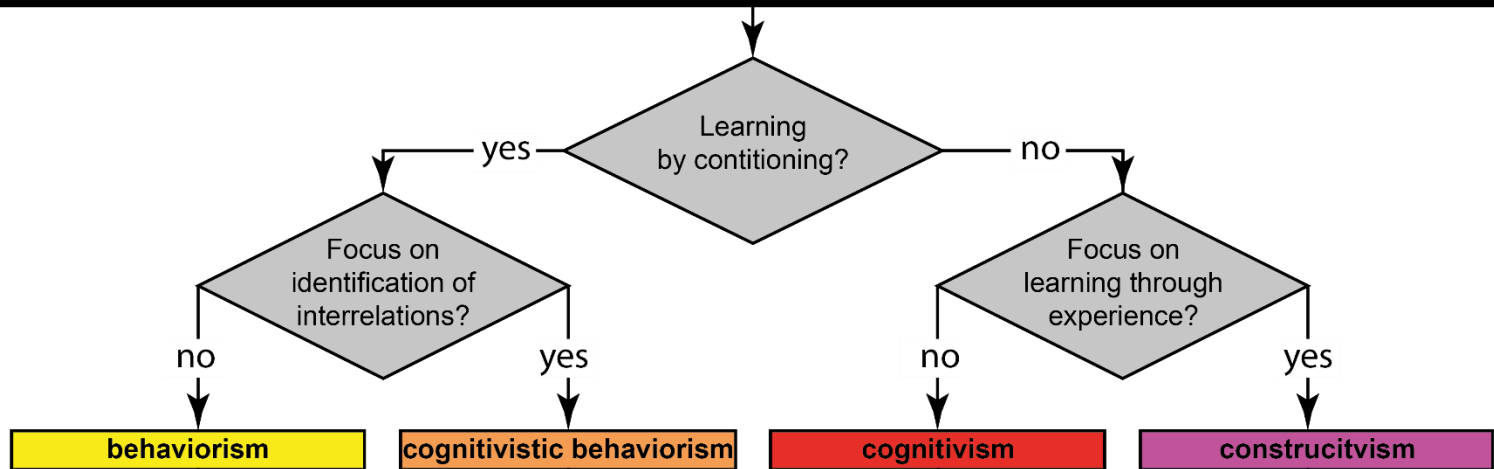 Learning
by contitioning?
yes
no
Focus on
identification of
interrelations?
Focus on
learning through
experience?
no
yes
no
yes
behaviorism
cognitivistic behaviorism
cognitivism
construcitvism